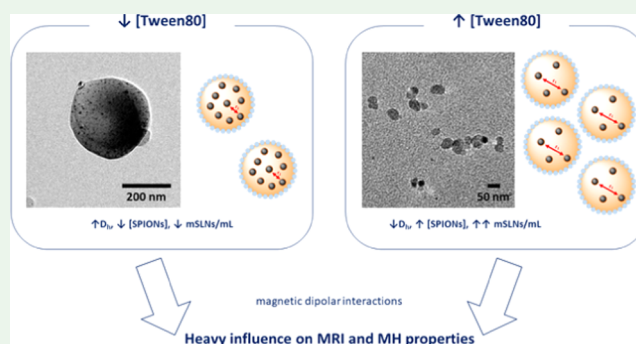 ↓ [Tween80]
↑ [Tween80]
200 nm
50 nm
↑Dh, ↓ [SPIONs], ↓ mSLNs/mL
↓Dh, ↑ [SPIONs], ↑↑ mSLNs/mL
magnetic dipolar interactions
Heavy influence on MRI and MH properties